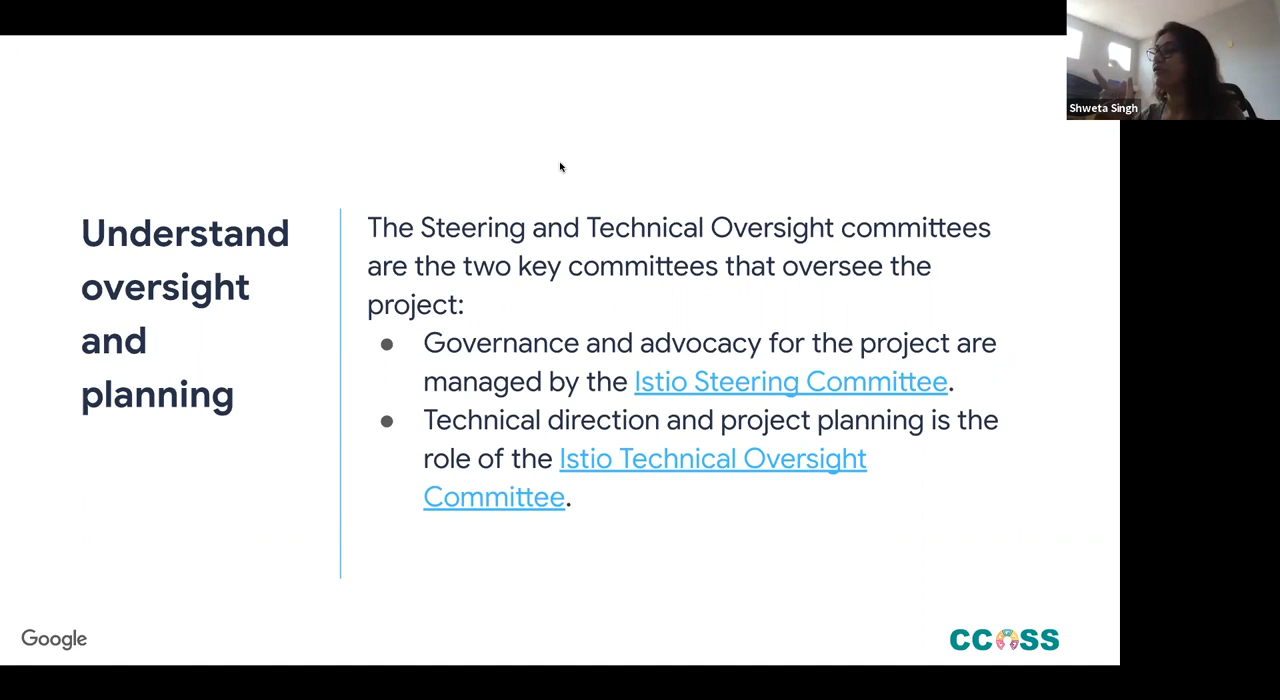 Shweta Singh
Understand
oversight
and
planning
The Steering and Technical Oversight committees
are the two key committees that oversee the
project:
● Governance and advocacy for the project are
managed by the Istio Steering Committee.
● Technical direction and project planning is the
role of the Istio Technical Oversight
Committee.
Google
CCOSS